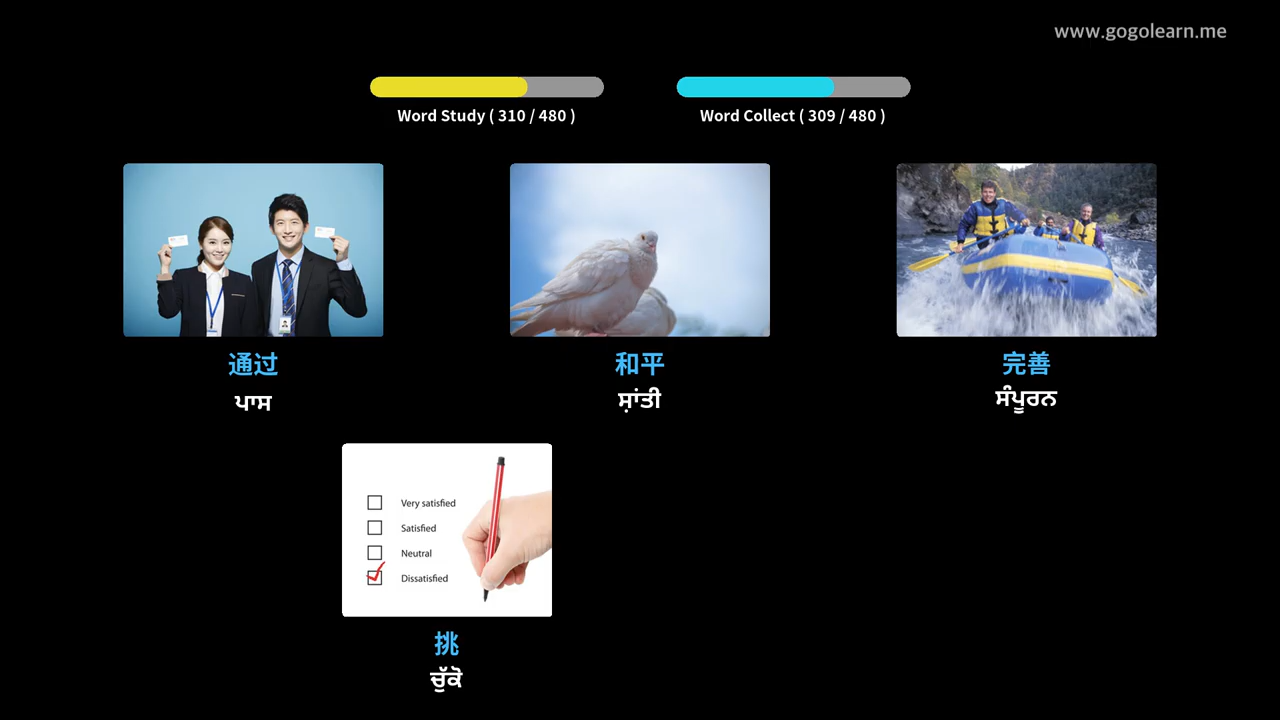 www.gogolearn.me
Word Study ( 310 / 480 )
Word Collect ( 309 / 480 )
通过
ਪਾਸ
和平
ਸ਼ਾਂਤੀ
完善
ਸੰਪੂਰਨ
Very satisfied
Satisfied
Neutral
Dissatisfied
挑
ਚੁੱਕੋ